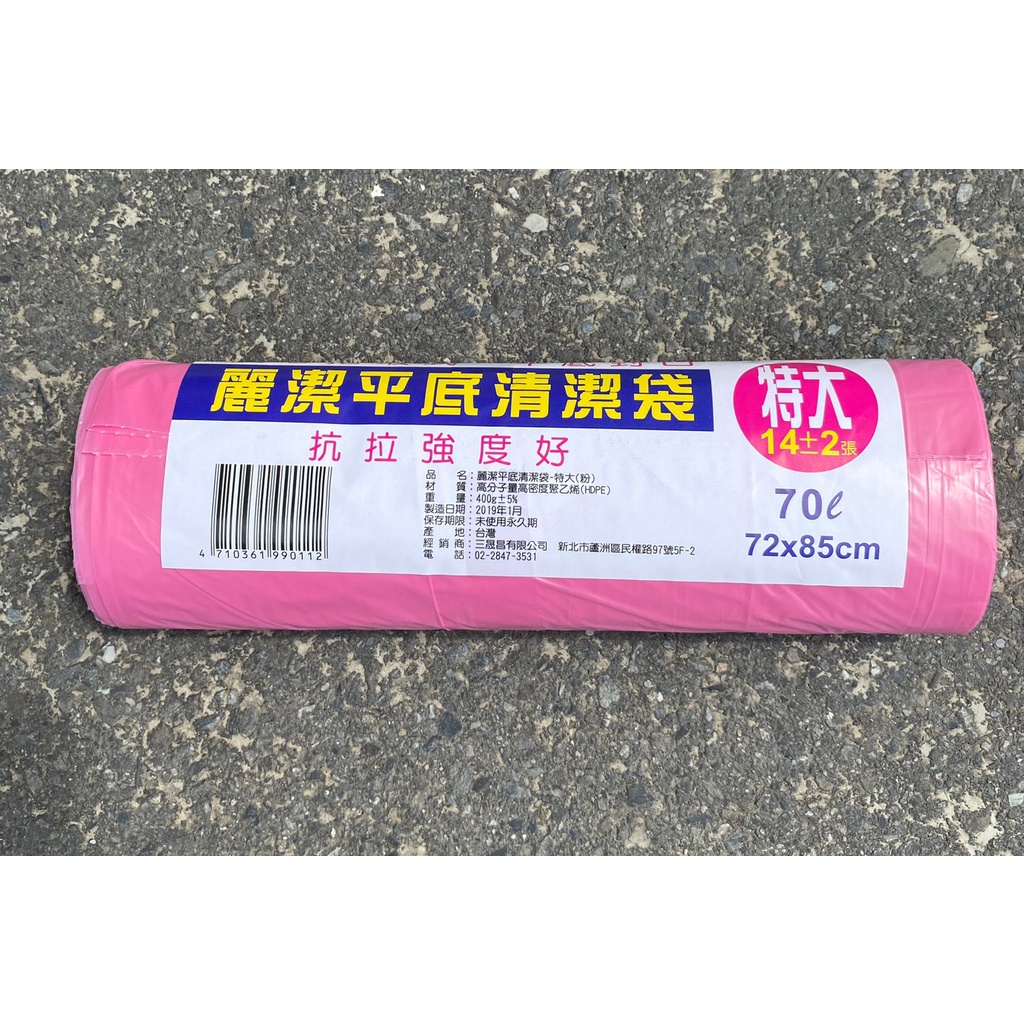 麗潔平底清潔袋
抗拉強度好
特大
14±2張
70ℓ
72x85cm
品　名：麗潔平底清潔袋-特大(粉)
材　質：高分子量高密度聚乙烯(HDPE)
重　量：400g±5%
製造日期：2019年1月
保存期限：未使用永久期
產　地：台灣
經銷商：三晟昌有限公司　新北市蘆洲區民權路97號5F-2
電　話：02-2847-3531
4 710361 990112